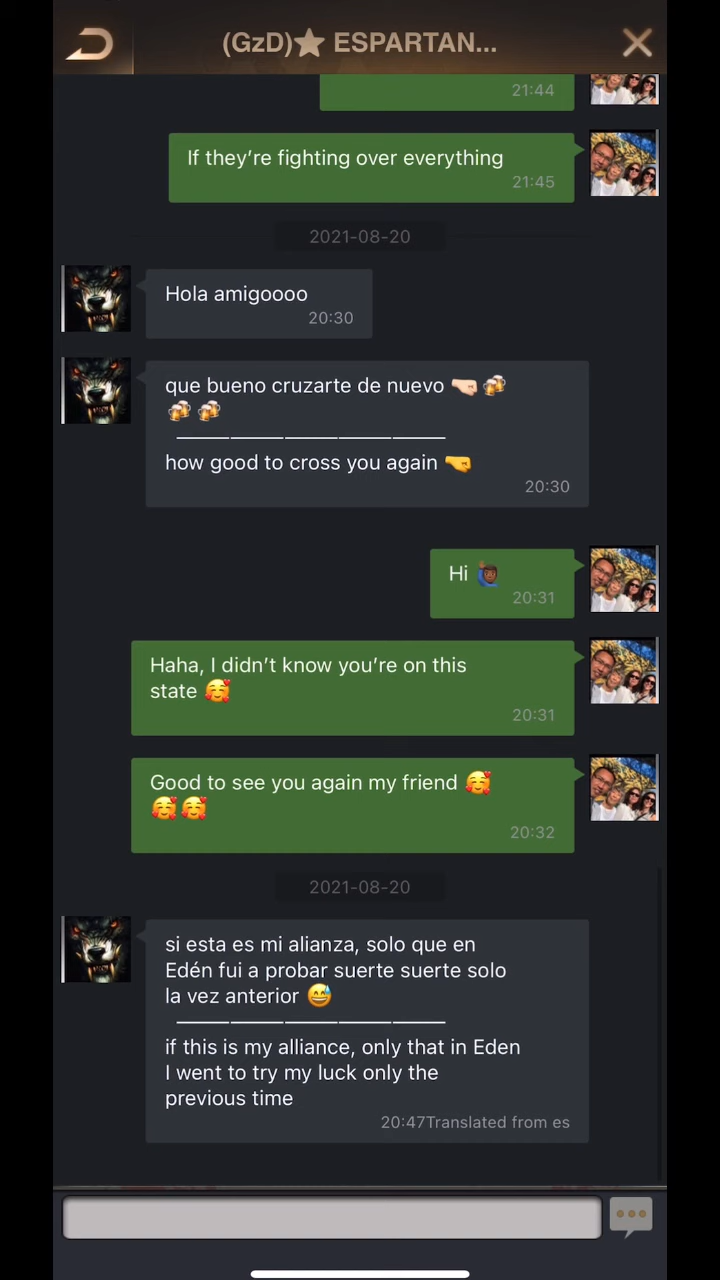 (GzD)⭐ ESPARTAN...
21:44
If they’re fighting over everything
21:45
2021-08-20
Hola amigoooo
20:30
que bueno cruzarte de nuevo 🤜🏻🍻
🍻🍻
how good to cross you again 🤜
20:30
Hi 🙋🏾‍♂️
20:31
Haha, I didn’t know you’re on this
state 🥰
20:31
Good to see you again my friend 🥰
🥰🥰
20:32
2021-08-20
si esta es mi alianza, solo que en
Edén fui a probar suerte suerte solo
la vez anterior 😅
if this is my alliance, only that in Eden
I went to try my luck only the
previous time
20:47Translated from es